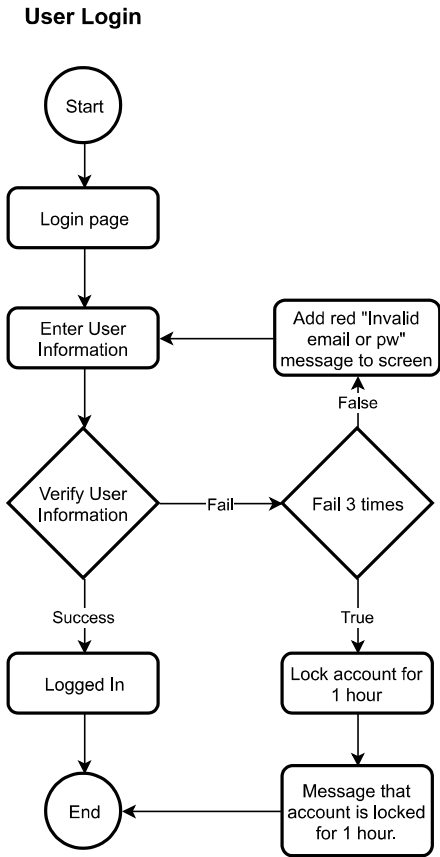 User Login
Start
Login page
Enter User
Information
Add red "Invalid
email or pw"
message to screen
False
Verify User
Information
Fail
Fail 3 times
Success
True
Logged In
Lock account for
1 hour
End
Message that
account is locked
for 1 hour.